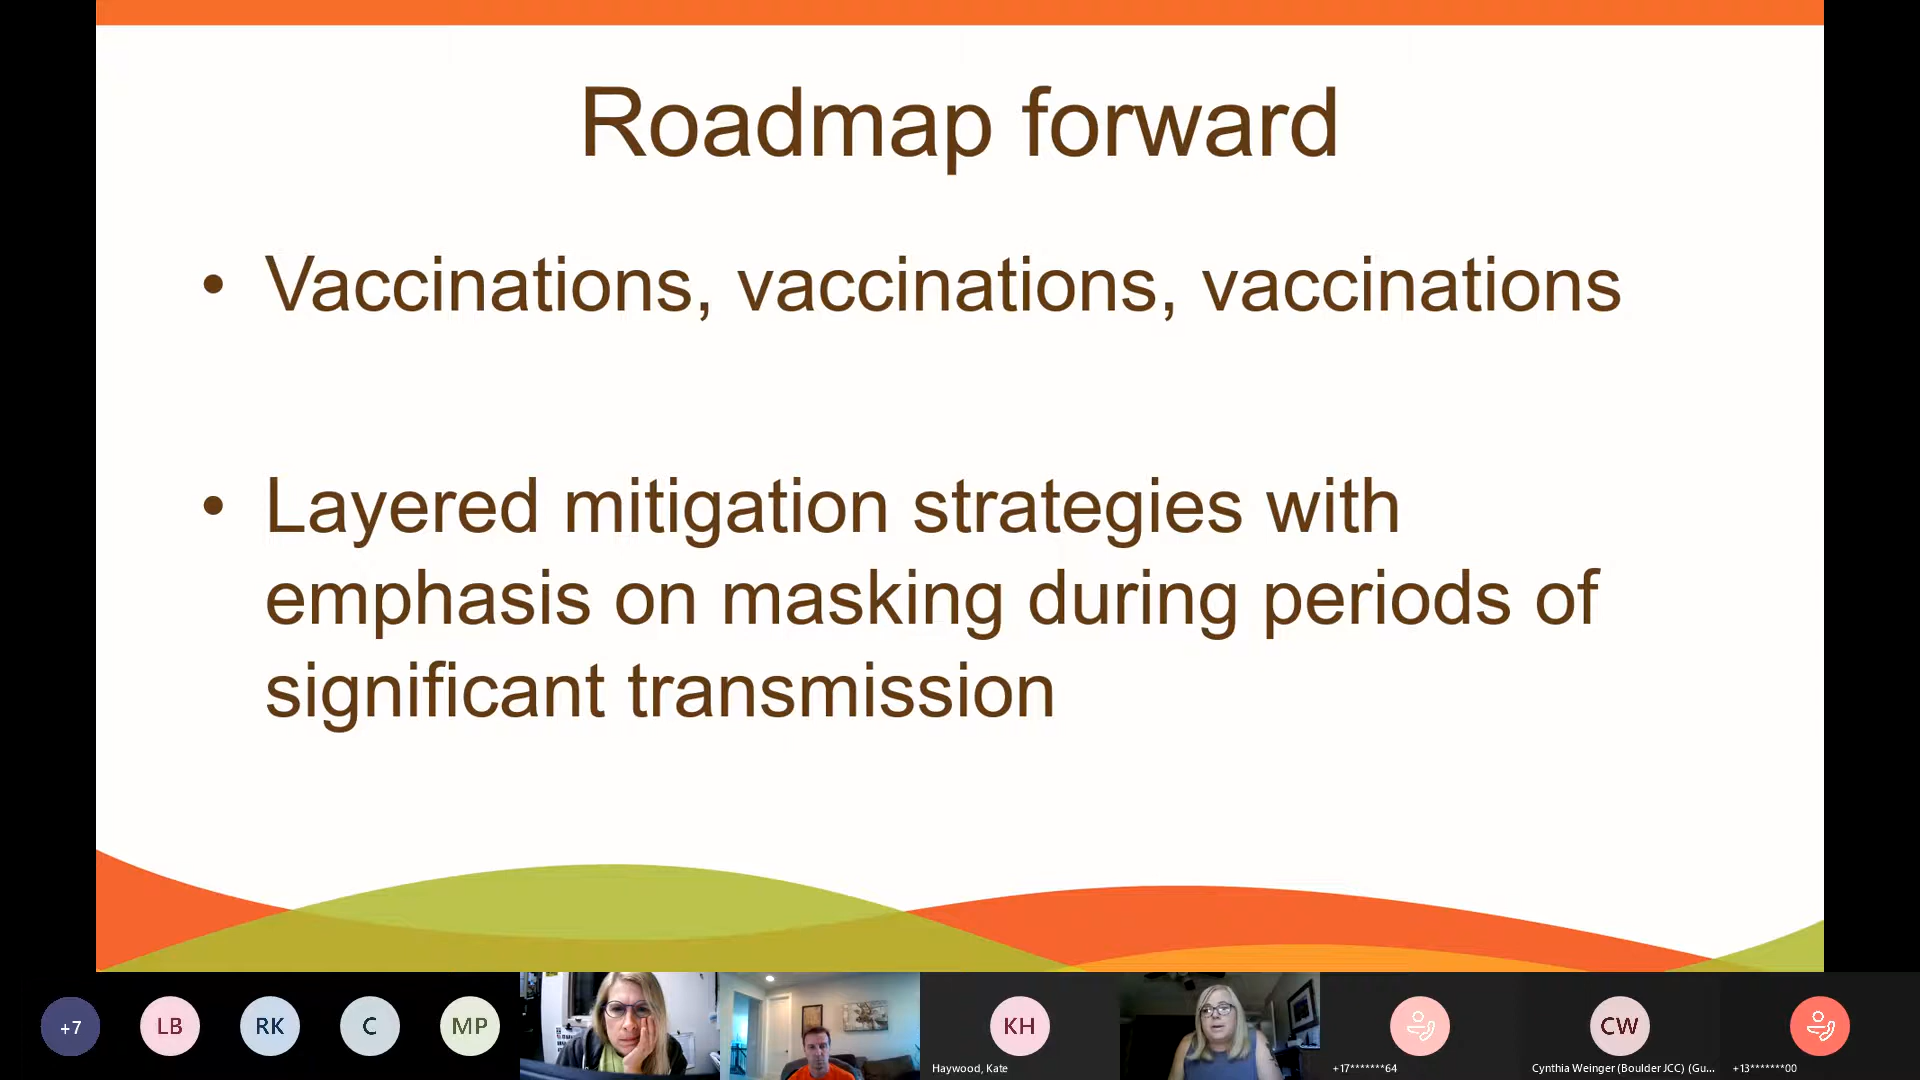 Roadmap forward
• Vaccinations, vaccinations, vaccinations
• Layered mitigation strategies with
emphasis on masking during periods of
significant transmission
+7
LB
RK
C
MP
KH
Haywood, Kate
+17*******64
CW
Cynthia Weinger (Boulder JCC) (Gu...
+13*******00